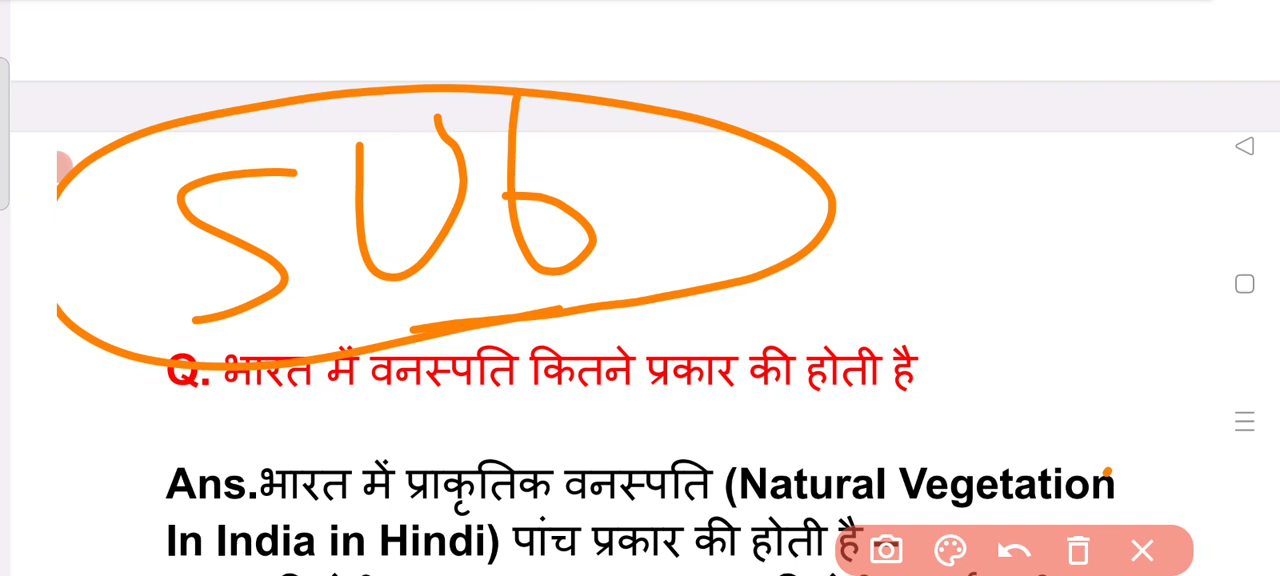 SUb
Q. भारत में वनस्पति कितने प्रकार की होती है
Ans.भारत में प्राकृतिक वनस्पति (Natural Vegetation
In India in Hindi) पांच प्रकार की होती है